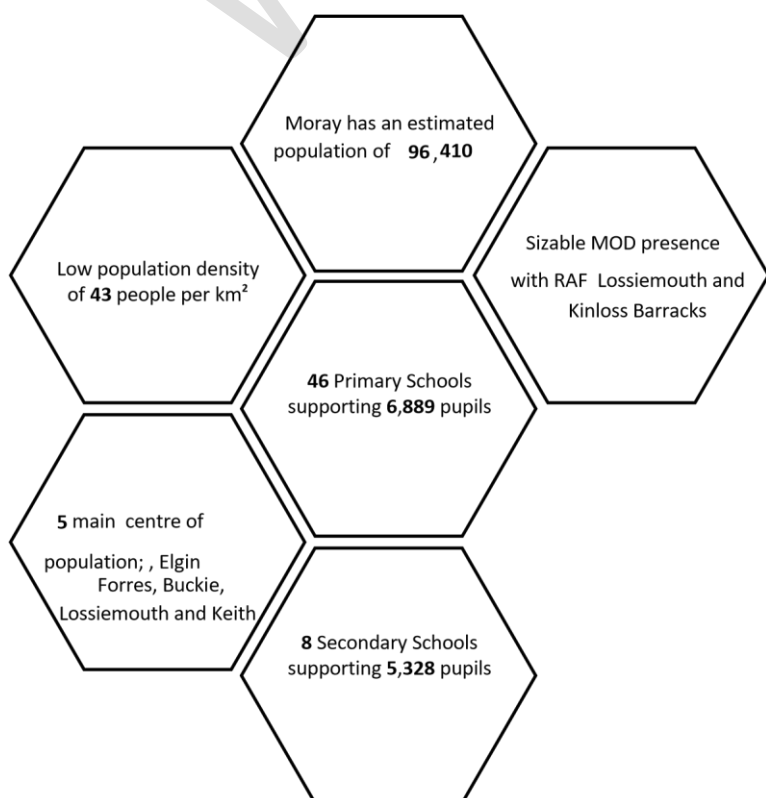 Moray has an estimated
population of 96,410
Low population density
of 43 people per km²
Sizable MOD presence
with RAF Lossiemouth and
Kinloss Barracks
46 Primary Schools
supporting 6,889 pupils
5 main centre of
population; , Elgin
Forres, Buckie,
Lossiemouth and Keith
8 Secondary Schools
supporting 5,328 pupils